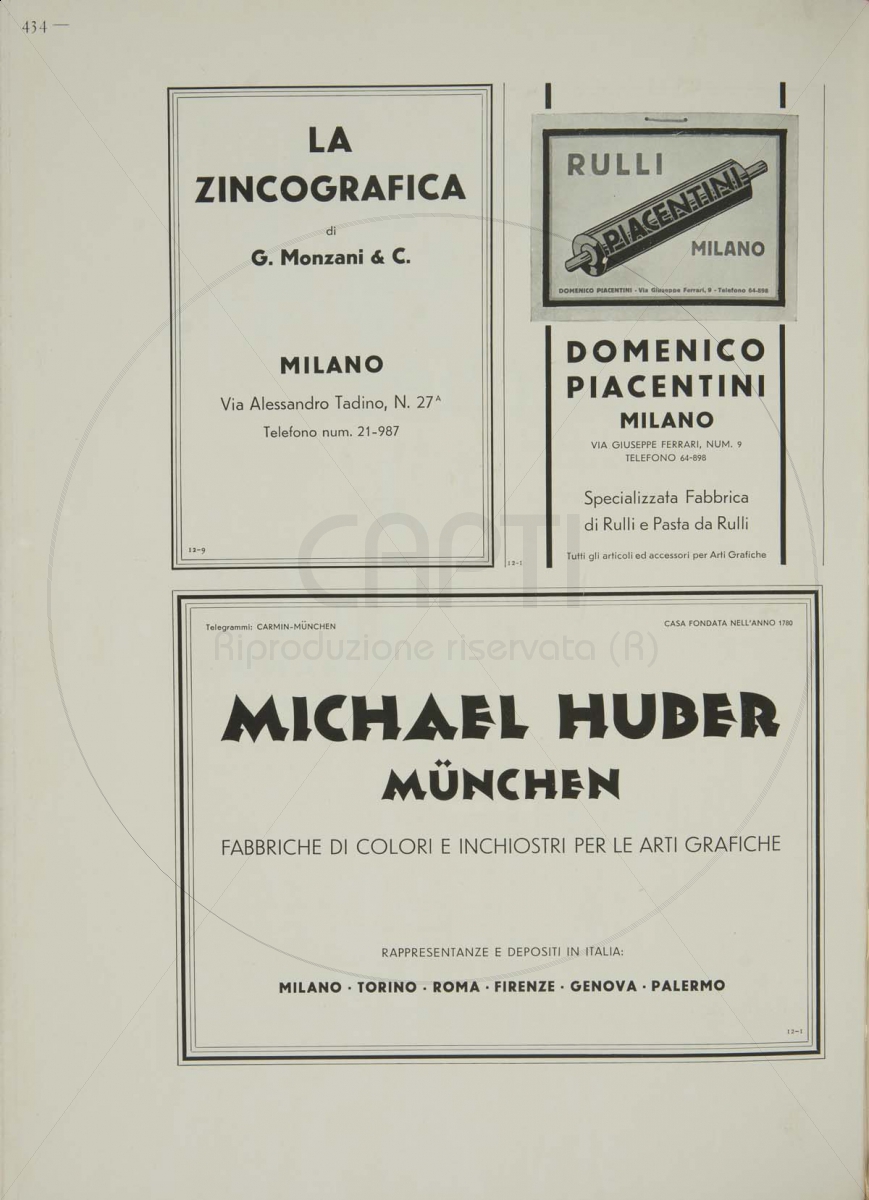 434 —
LA
ZINCOGRAFICA
di
G. Monzani & C.
MILANO
Via Alessandro Tadino, N. 27ᴬ
Telefono num. 21-987
12-9
RULLI
PIACENTINI
MILANO
DOMENICO PIACENTINI - Via Giuseppe Ferrari, 9 - Telefono 64-898
DOMENICO
PIACENTINI
MILANO
VIA GIUSEPPE FERRARI, NUM. 9
TELEFONO 64-898
Specializzata Fabbrica
di Rulli e Pasta da Rulli
Tutti gli articoli ed accessori per Arti Grafiche
12-1
CAPTI
Riproduzione riservata (R)
Telegrammi: CARMIN-MÜNCHEN
CASA FONDATA NELL'ANNO 1780
MICHAEL HUBER
MÜNCHEN
FABBRICHE DI COLORI E INCHIOSTRI PER LE ARTI GRAFICHE
RAPPRESENTANZE E DEPOSITI IN ITALIA:
MILANO · TORINO · ROMA · FIRENZE · GENOVA · PALERMO
12-1